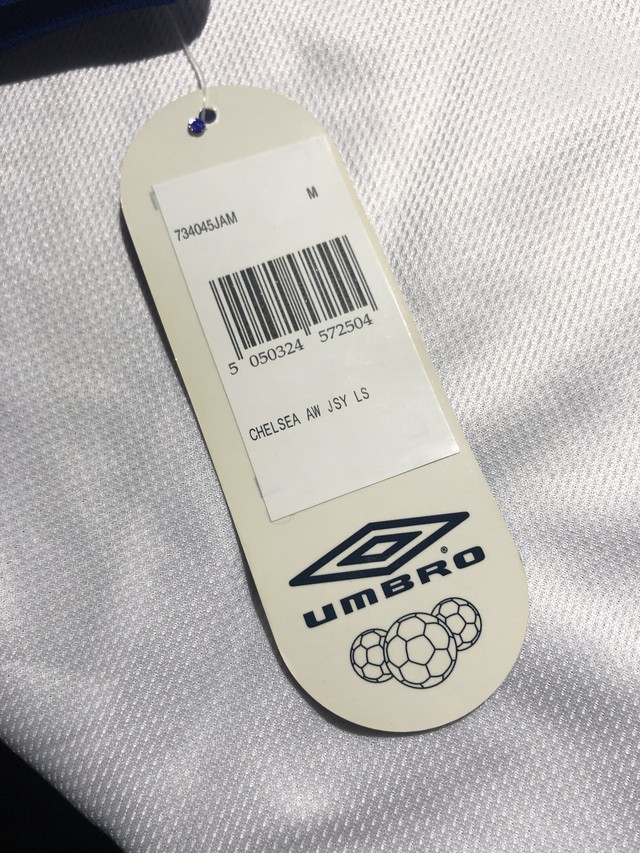 M
734045JAM
5 050324 572504
CHELSEA AW JSY LS
UMBRO®